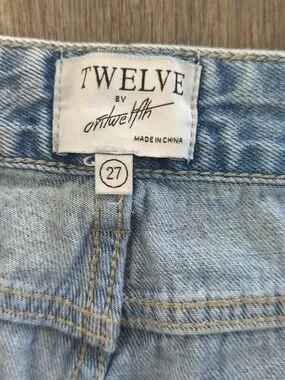 TWELVE
BY
ontwelfth
MADE IN CHINA
27